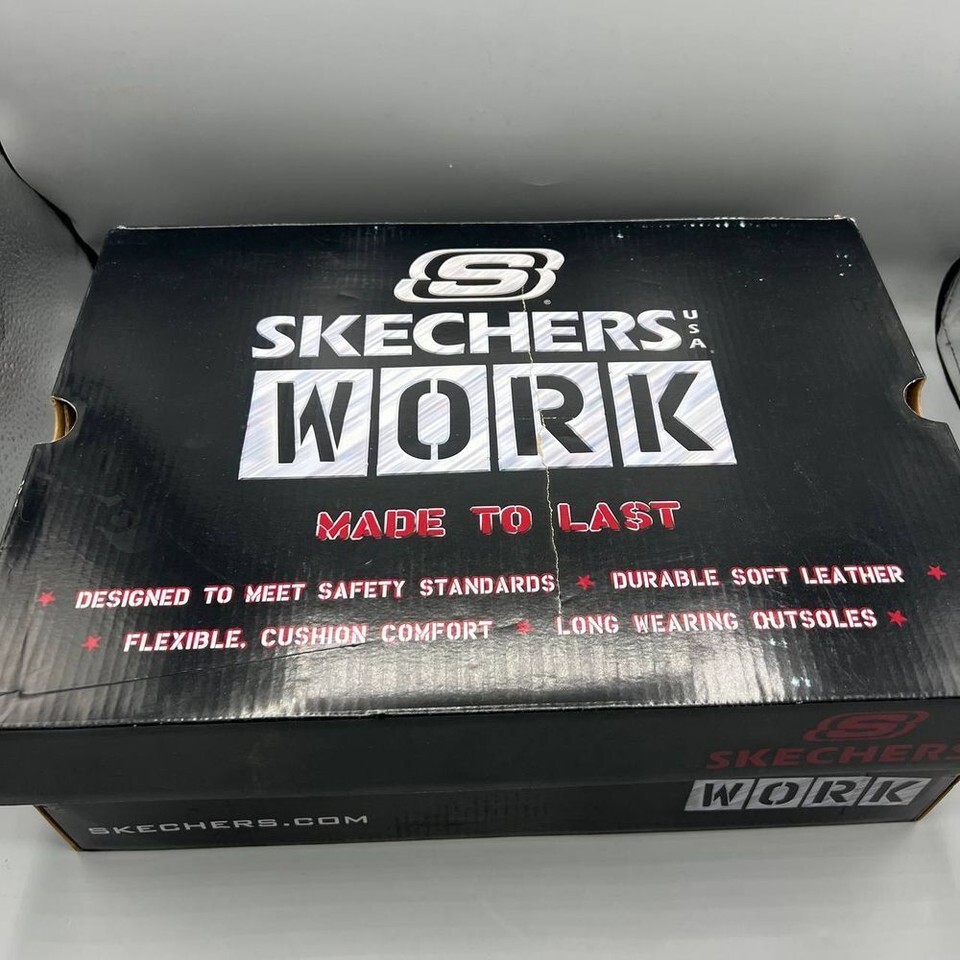 S
SKECHERS USA
WORK
MADE TO LAST
DESIGNED TO MEET SAFETY STANDARDS ★ DURABLE SOFT LEATHER
FLEXIBLE, CUSHION COMFORT ★ LONG WEARING OUTSOLES
S
SKECHERS
WORK
SKECHERS.COM